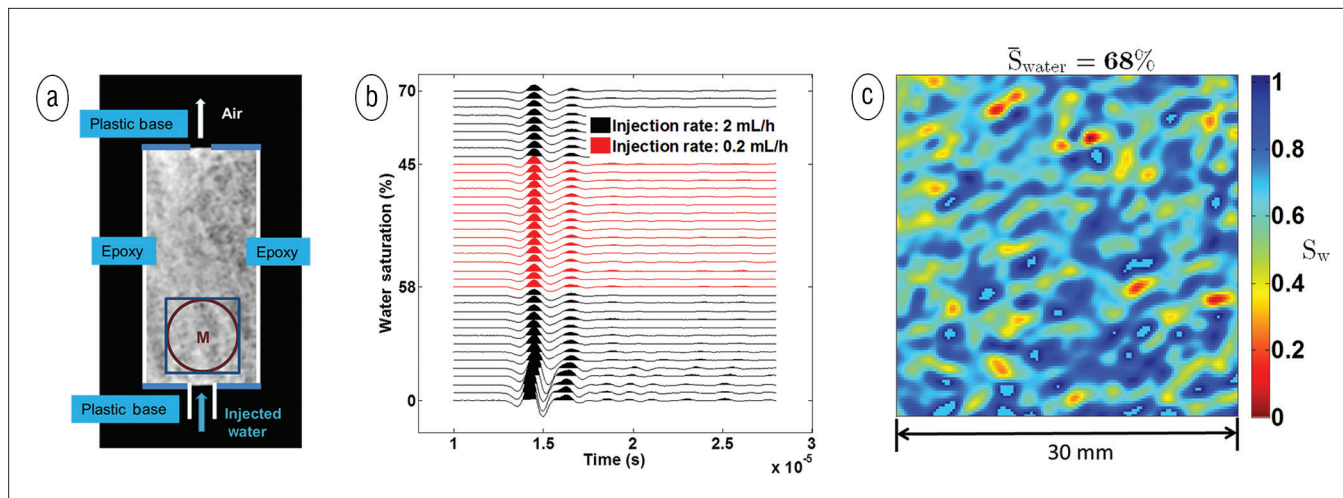 a
Plastic base
Air
Epoxy
Epoxy
M
Plastic base
Injected
water
b
Water saturation (%)
70
45
58
0
Injection rate: 2 mL/h
Injection rate: 0.2 mL/h
1
1.5
2
2.5
3
Time (s)
x 10⁻⁵
c
S̅water = 68%
1
0.8
0.6
0.4
0.2
0
Sw
30 mm